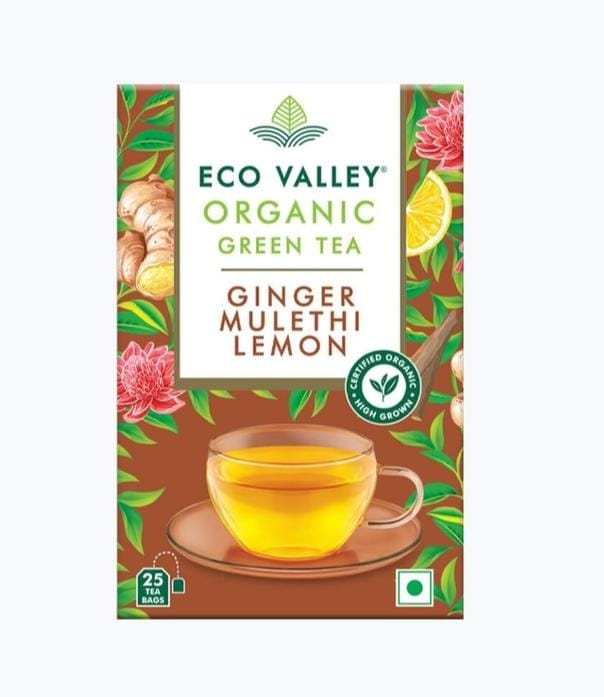 ECO VALLEY®
ORGANIC
GREEN TEA
GINGER
MULETHI
LEMON
CERTIFIED ORGANIC
• HIGH GROWN •
25
TEA
BAGS